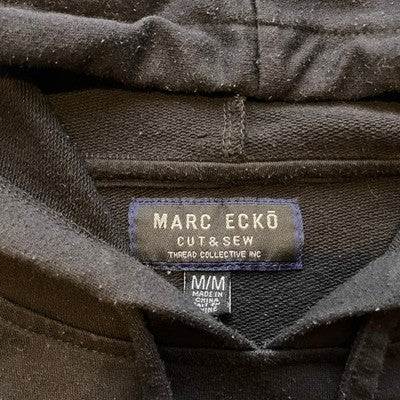 MARC ECKŌ
CUT & SEW
THREAD COLLECTIVE INC
M/M
MADE IN
CHINA